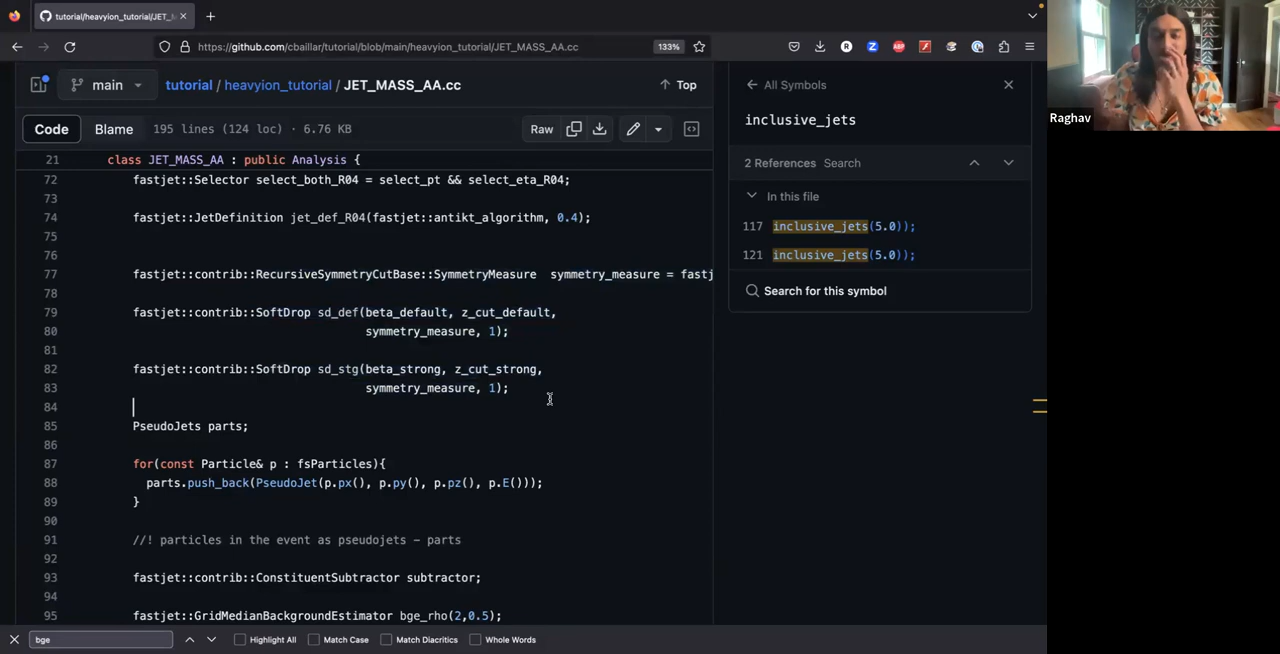 tutorial/heavyion_tutorial/JET_M
https://github.com/cbaillar/tutorial/blob/main/heavyion_tutorial/JET_MASS_AA.cc
133%
main
tutorial / heavyion_tutorial / JET_MASS_AA.cc
Top
Code
Blame
195 lines (124 loc) · 6.76 KB
Raw
21 class JET_MASS_AA : public Analysis {
72 fastjet::Selector select_both_R04 = select_pt && select_eta_R04;
73
74 fastjet::JetDefinition jet_def_R04(fastjet::antikt_algorithm, 0.4);
75
76
77 fastjet::contrib::RecursiveSymmetryCutBase::SymmetryMeasure  symmetry_measure = fastj
78
79 fastjet::contrib::SoftDrop sd_def(beta_default, z_cut_default,
80 symmetry_measure, 1);
81
82 fastjet::contrib::SoftDrop sd_stg(beta_strong, z_cut_strong,
83 symmetry_measure, 1);
84
85 PseudoJets parts;
86
87 for(const Particle& p : fsParticles){
88 parts.push_back(PseudoJet(p.px(), p.py(), p.pz(), p.E()));
89 }
90
91 //! particles in the event as pseudojets - parts
92
93 fastjet::contrib::ConstituentSubtractor subtractor;
94
95 fastjet::GridMedianBackgroundEstimator bge_rho(2,0.5);
All Symbols
inclusive_jets
2 References Search
In this file
117 inclusive_jets(5.0));
121 inclusive_jets(5.0));
Search for this symbol
bge
Highlight All
Match Case
Match Diacritics
Whole Words
Raghav